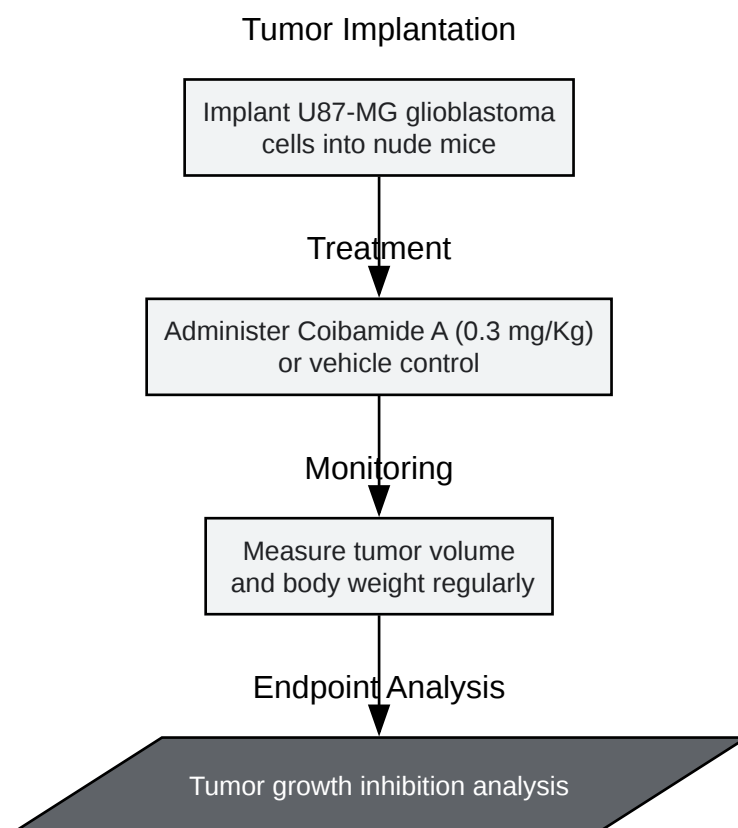 Tumor Implantation
Implant U87-MG glioblastoma
cells into nude mice
Treatment
Administer Coibamide A (0.3 mg/Kg)
or vehicle control
Monitoring
Measure tumor volume
and body weight regularly
Endpoint Analysis
Tumor growth inhibition analysis